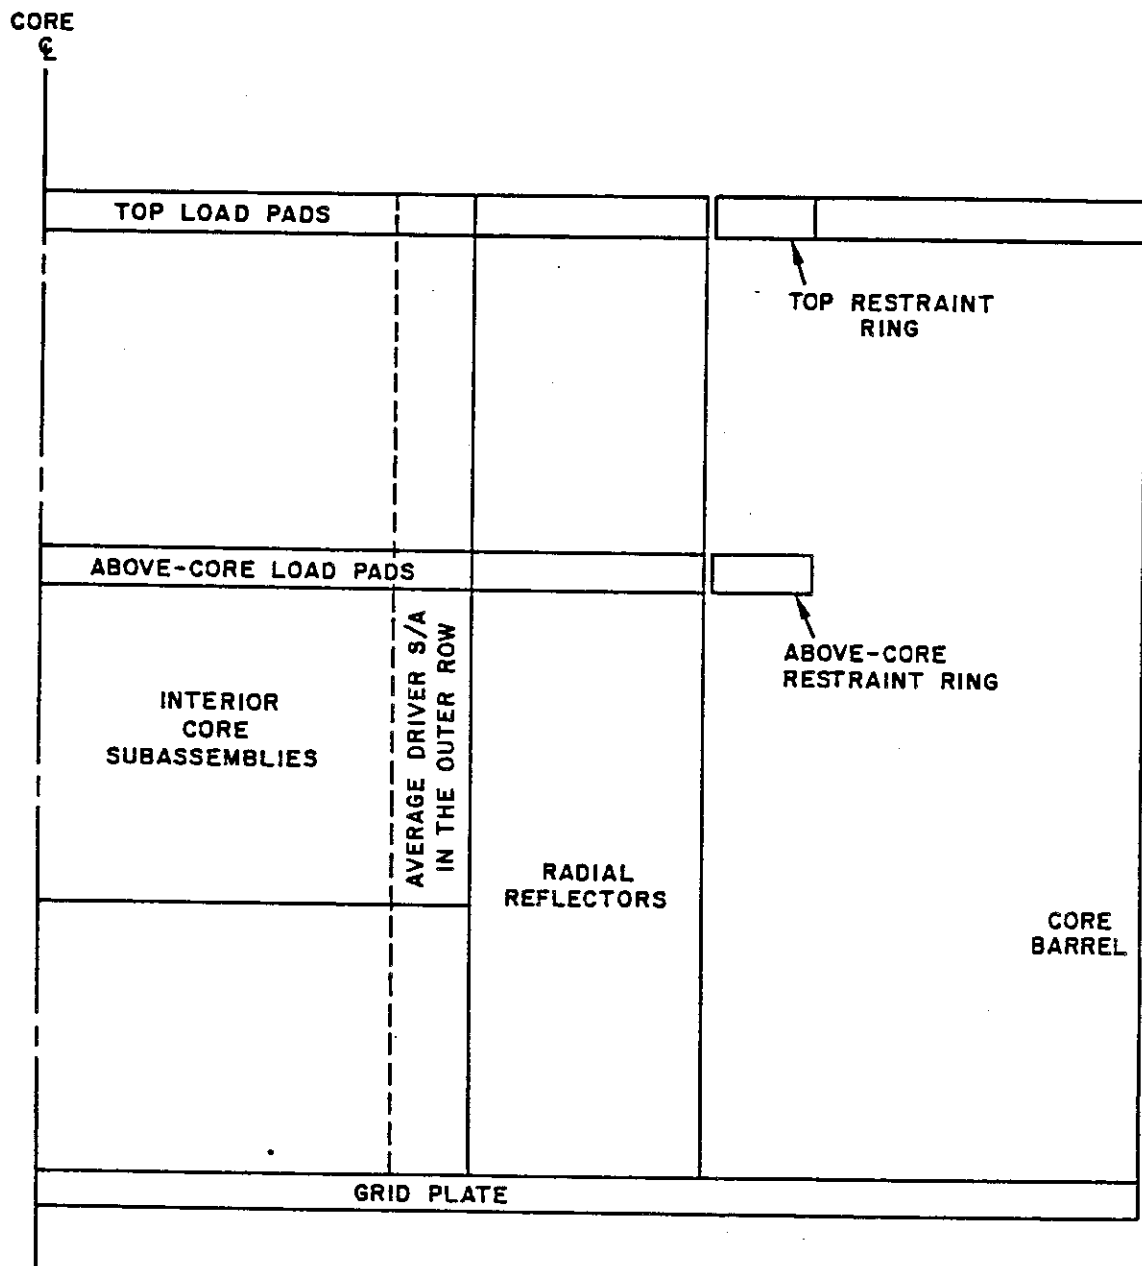 CORE
℄
TOP LOAD PADS
TOP RESTRAINT
RING
ABOVE-CORE LOAD PADS
ABOVE-CORE
RESTRAINT RING
INTERIOR
CORE
SUBASSEMBLIES
AVERAGE DRIVER S/A
IN THE OUTER ROW
RADIAL
REFLECTORS
CORE
BARREL
GRID PLATE